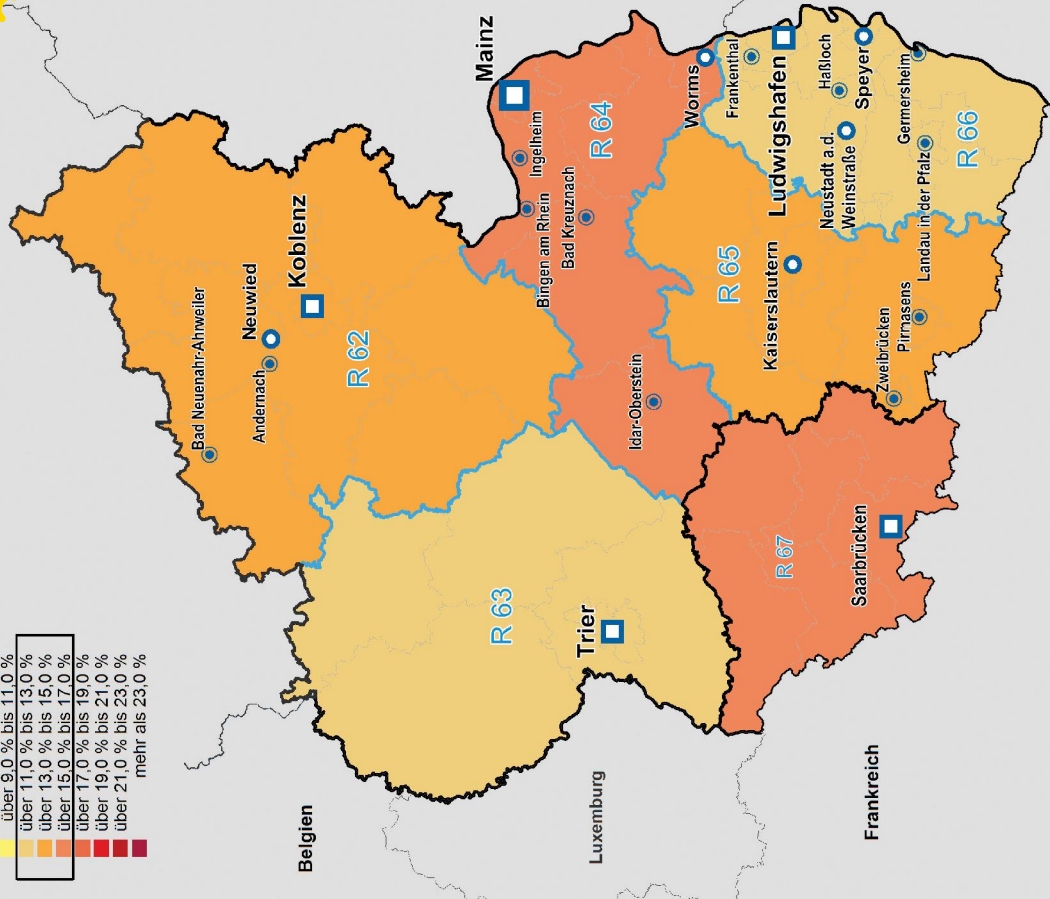 über 9,0 % bis 11,0 %
über 11,0 % bis 13,0 %
über 13,0 % bis 15,0 %
über 15,0 % bis 17,0 %
über 17,0 % bis 19,0 %
über 19,0 % bis 21,0 %
über 21,0 % bis 23,0 %
mehr als 23,0 %
Belgien
Luxemburg
Frankreich
R 63
Trier
R 67
Saarbrücken
Bad Neuenahr-Ahrweiler
Andernach
Neuwied
Koblenz
R 62
Idar-Oberstein
Bingen am Rhein
Bad Kreuznach
Ingelheim
Mainz
R 64
Worms
R 65
Kaiserslautern
Zweibrücken
Pirmasens
Frankenthal
Ludwigshafen
Neustadt a.d.
Weinstraße
Haßloch
Speyer
Germersheim
Landau in der Pfalz
R 66